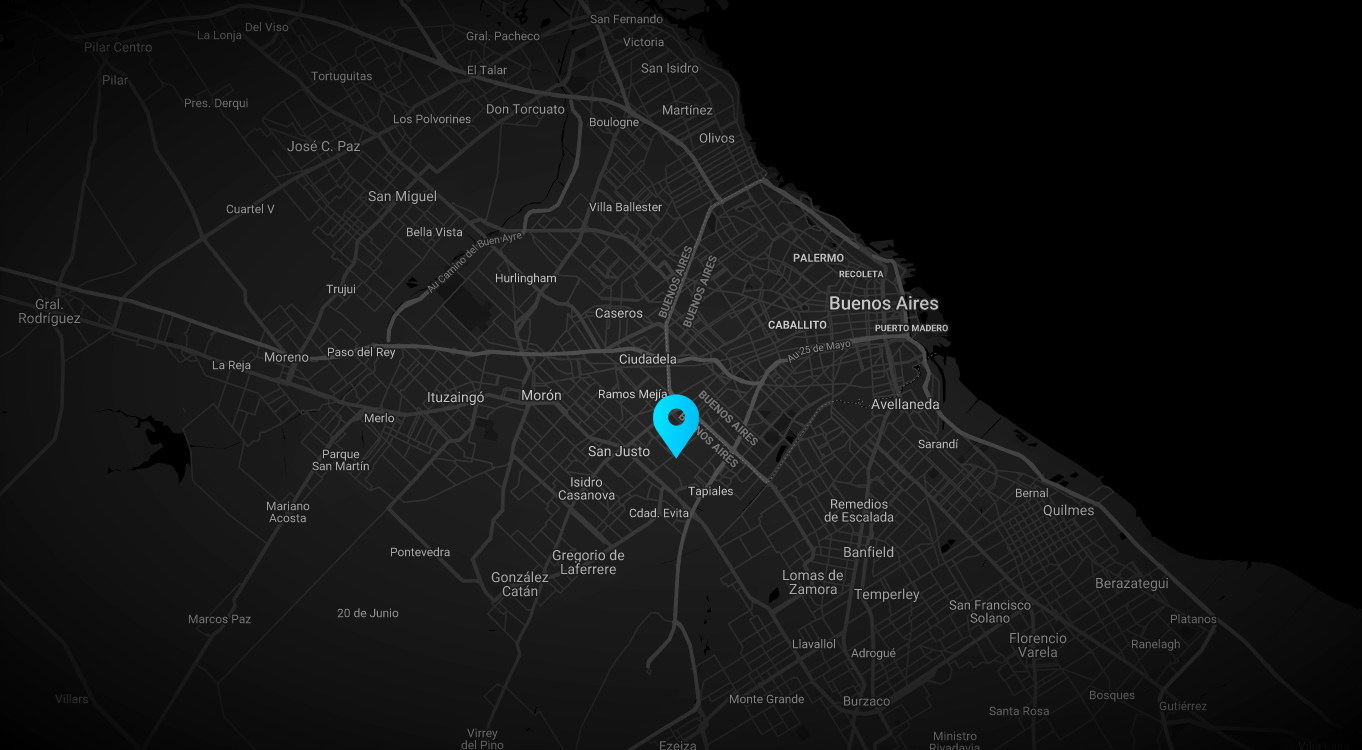 San Fernando
Del Viso
La Lonja
Gral. Pacheco
Victoria
Pilar Centro
El Talar
San Isidro
Tortuguitas
Pilar
Pres. Derqui
Don Torcuato
Martínez
Los Polvorines
Boulogne
Olivos
José C. Paz
San Miguel
Cuartel V
Villa Ballester
Bella Vista
Au Camino del Buen Ayre
BUENOS AIRES
BUENOS AIRES
PALERMO
RECOLETA
Hurlingham
Trujui
Buenos Aires
Gral.
Rodríguez
Caseros
CABALLITO
PUERTO MADERO
Au 25 de Mayo
Moreno
Paso del Rey
Ciudadela
La Reja
Ituzaingó
Morón
Ramos Mejía
BUENOS AIRES
Avellaneda
Merlo
BUENOS AIRES
Sarandí
San Justo
Parque
San Martín
Isidro
Casanova
Tapiales
Bernal
Mariano
Acosta
Cdad. Evita
Remedios
de Escalada
Quilmes
Pontevedra
Gregorio de
Laferrere
Banfield
González
Catán
Lomas de
Zamora
Berazategui
Temperley
Marcos Paz
20 de Junio
San Francisco
Solano
Platanos
Llavallol
Florencio
Varela
Ranelagh
Adrogué
Villars
Monte Grande
Burzaco
Bosques
Gutiérrez
Santa Rosa
Virrey
del Pino
Ezeiza
Ministro
Rivadavia